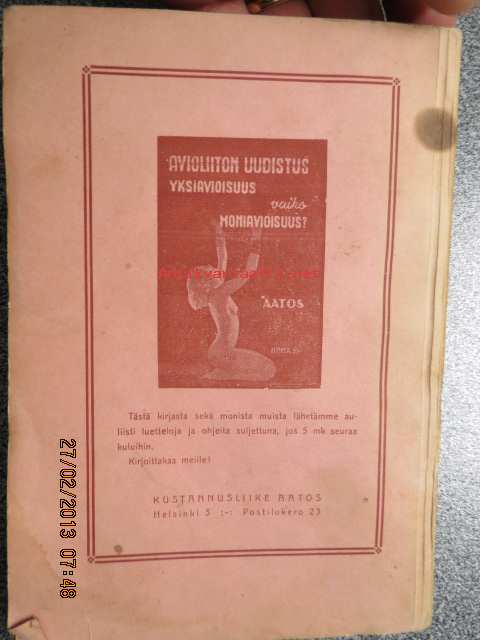 AVIOLIITON UUDISTUS
YKSIAVIOISUUS
vaiko
MONIAVIOISUUS?
AATOS
Tästä kirjasta sekä monista muista lähetämme au-
liisti luetteloja ja ohjeita suljettuna, jos 5 mk seuraa
kuluihin.
Kirjoittakaa meille!
KUSTANNUSLIIKE AATOS
Helsinki 5 :-: Postilokero 23
27/02/2013 07:48